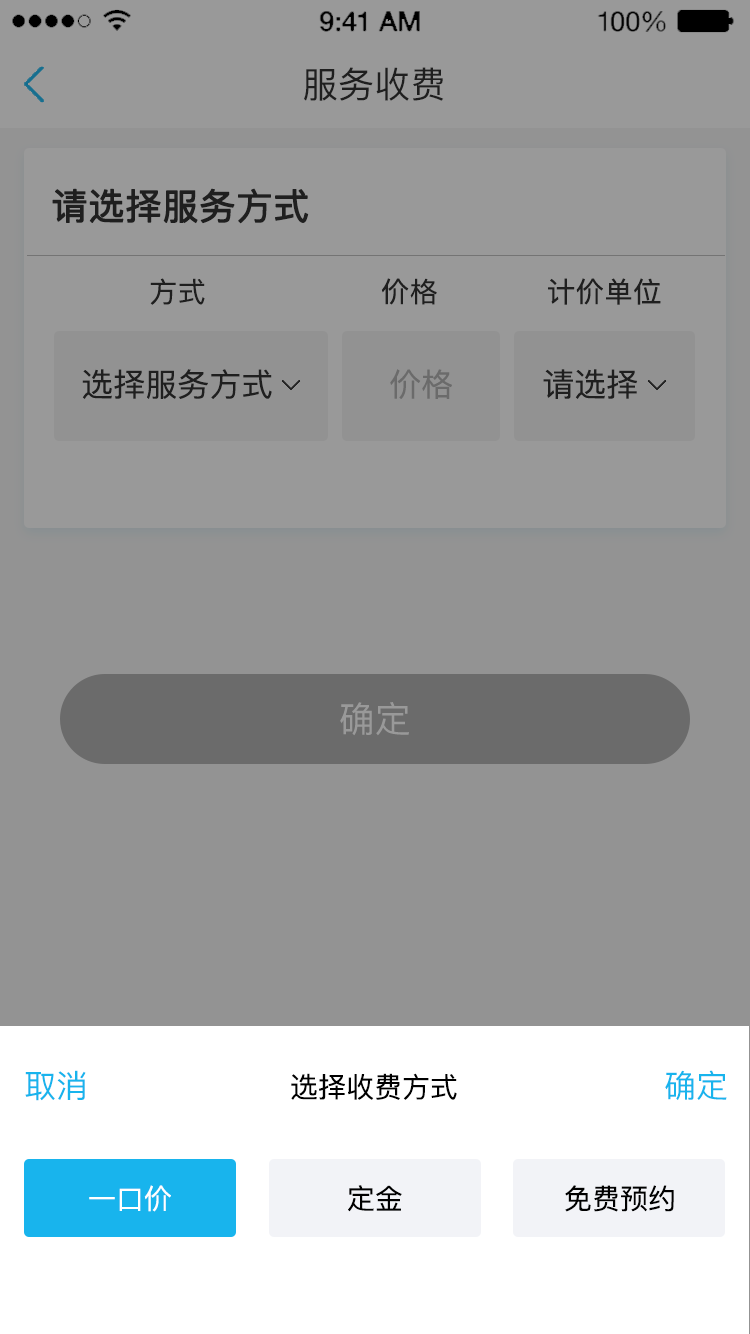 9:41 AM 100%
服务收费
请选择服务方式
方式 价格 计价单位
选择服务方式 价格 请选择
确定
取消 选择收费方式 确定
一口价 定金 免费预约